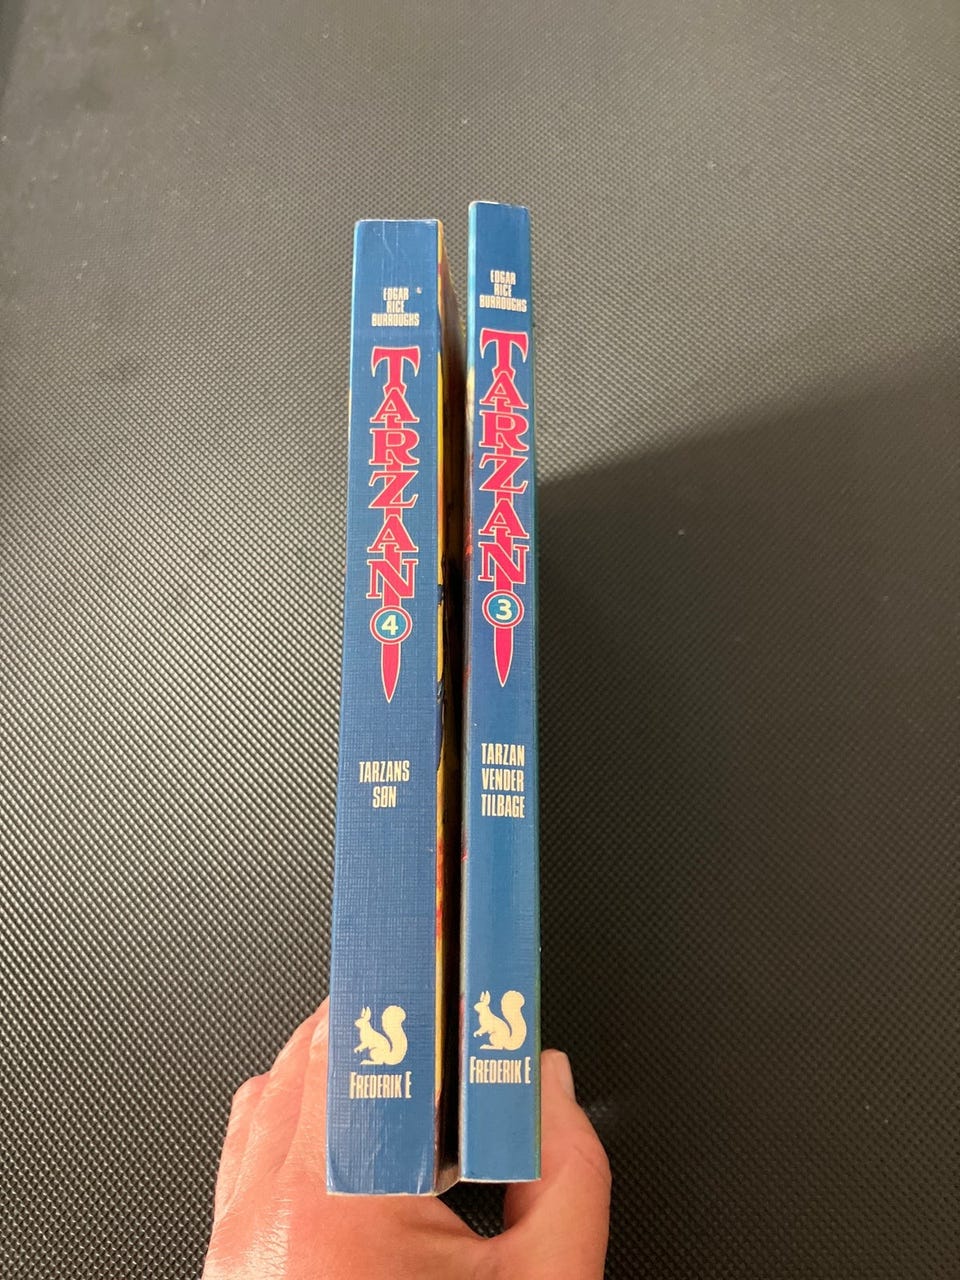 EDGAR
RICE
BURROUGHS
TARZAN
4
TARZANS
SØN
FREDERIK E
EDGAR
RICE
BURROUGHS
TARZAN
3
TARZAN
VENDER
TILBAGE
FREDERIK E